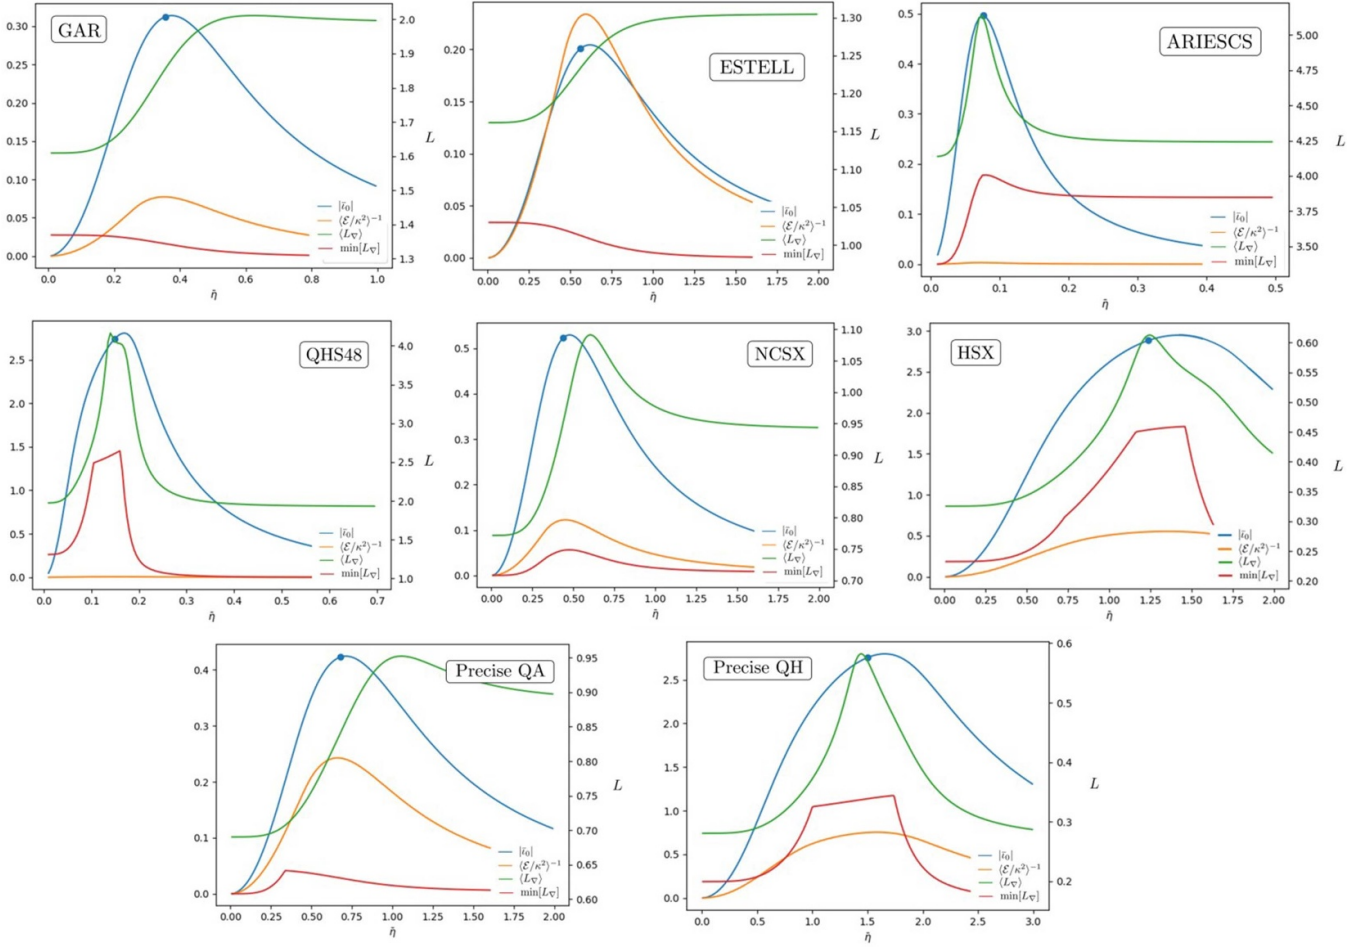 GAR
0.30
0.25
0.20
0.15
0.10
0.05
0.00
2.0
1.9
1.8
1.7
1.6
1.5
1.4
1.3
L
|ῑ₀|
⟨ℰ/κ²⟩⁻¹
⟨L∇⟩
min[L∇]
0.0 0.2 0.4 0.6 0.8 1.0
η̃
ESTELL
0.20
0.15
0.10
0.05
0.00
1.30
1.25
1.20
1.15
1.10
1.05
1.00
L
|ῑ₀|
⟨ℰ/κ²⟩⁻¹
⟨L∇⟩
min[L∇]
0.00 0.25 0.50 0.75 1.00 1.25 1.50 1.75 2.00
η̃
ARIESCS
0.5
0.4
0.3
0.2
0.1
0.0
5.00
4.75
4.50
4.25
4.00
3.75
3.50
L
|ῑ₀|
⟨ℰ/κ²⟩⁻¹
⟨L∇⟩
min[L∇]
0.0 0.1 0.2 0.3 0.4 0.5
η̃
QHS48
2.5
2.0
1.5
1.0
0.5
0.0
4.0
3.5
3.0
2.5
2.0
1.5
1.0
L
|ῑ₀|
⟨ℰ/κ²⟩⁻¹
⟨L∇⟩
min[L∇]
0.0 0.1 0.2 0.3 0.4 0.5 0.6 0.7
η̃
NCSX
0.5
0.4
0.3
0.2
0.1
0.0
1.10
1.05
1.00
0.95
0.90
0.85
0.80
0.75
0.70
L
|ῑ₀|
⟨ℰ/κ²⟩⁻¹
⟨L∇⟩
min[L∇]
0.00 0.25 0.50 0.75 1.00 1.25 1.50 1.75 2.00
η̃
HSX
3.0
2.5
2.0
1.5
1.0
0.5
0.0
0.60
0.55
0.50
0.45
0.40
0.35
0.30
0.25
0.20
L
|ῑ₀|
⟨ℰ/κ²⟩⁻¹
⟨L∇⟩
min[L∇]
0.00 0.25 0.50 0.75 1.00 1.25 1.50 1.75 2.00
η̃
Precise QA
0.4
0.3
0.2
0.1
0.0
0.95
0.90
0.85
0.80
0.75
0.70
0.65
0.60
L
|ῑ₀|
⟨ℰ/κ²⟩⁻¹
⟨L∇⟩
min[L∇]
0.00 0.25 0.50 0.75 1.00 1.25 1.50 1.75 2.00
η̃
Precise QH
2.5
2.0
1.5
1.0
0.5
0.0
0.6
0.5
0.4
0.3
0.2
L
|ῑ₀|
⟨ℰ/κ²⟩⁻¹
⟨L∇⟩
min[L∇]
0.0 0.5 1.0 1.5 2.0 2.5 3.0
η̃